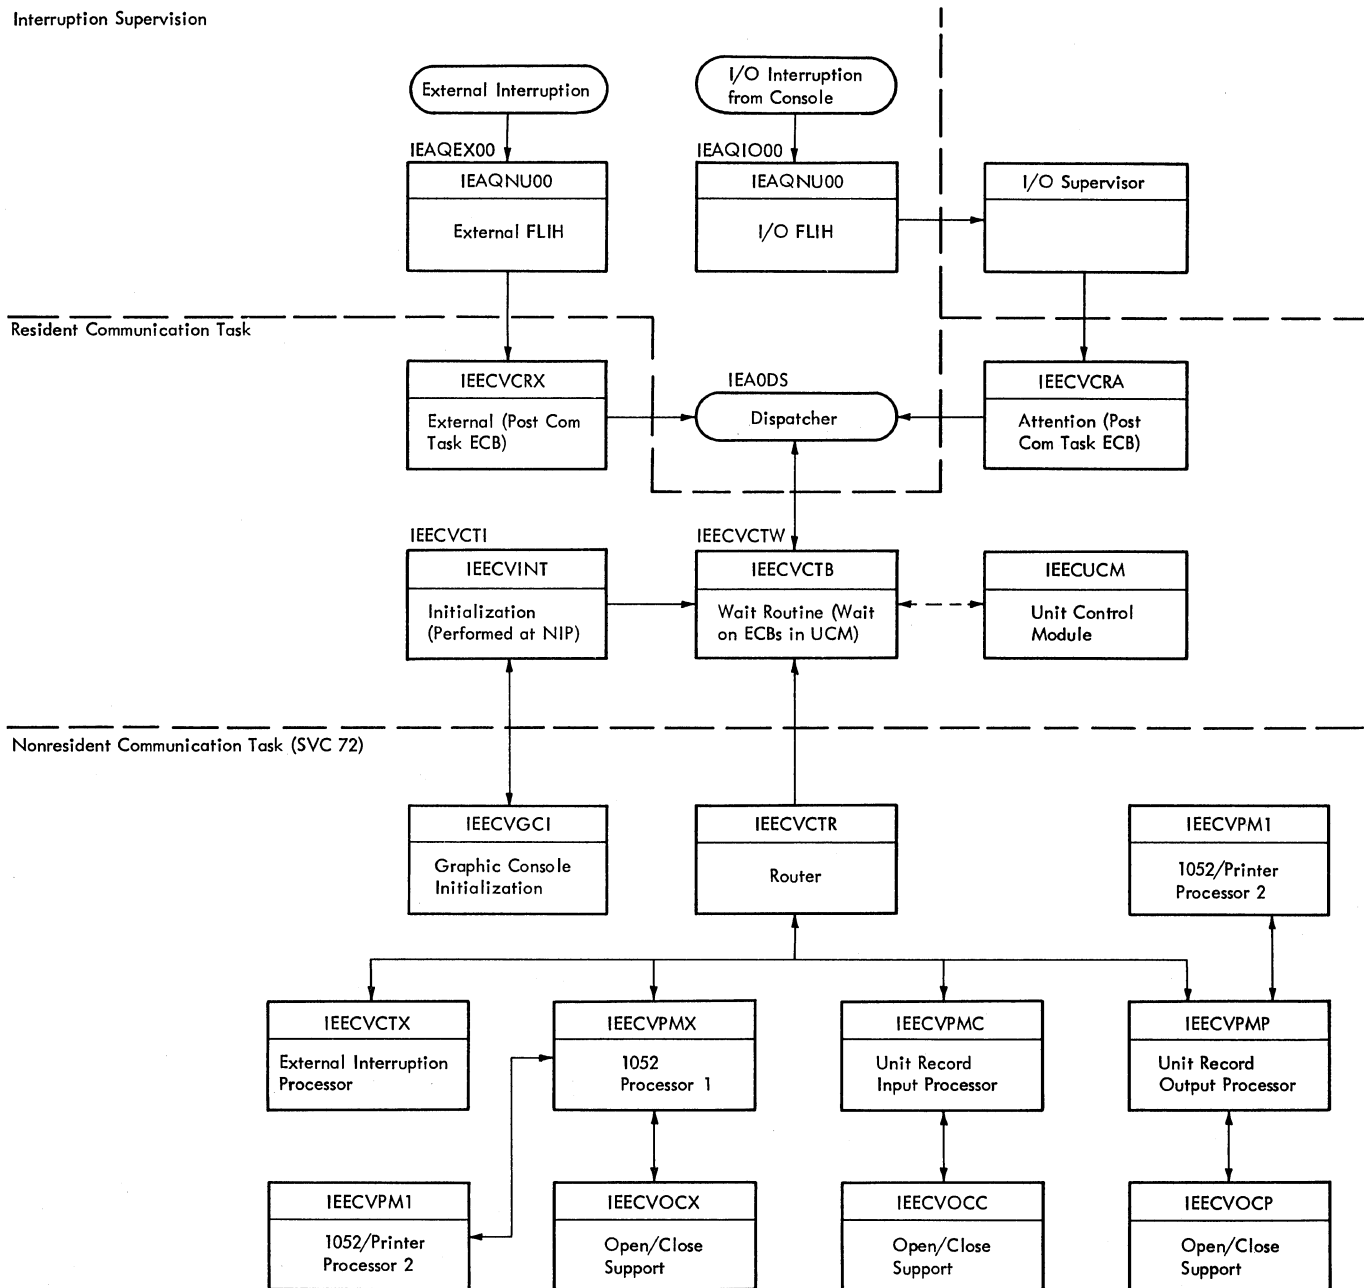 Interruption Supervision
External Interruption
I/O Interruption
from Console
IEAQEX00
IEAQNU00
External FLIH
IEAQIO00
IEAQNU00
I/O FLIH
I/O Supervisor
Resident Communication Task
IEECVCRX
External (Post Com
Task ECB)
IEA0DS
Dispatcher
IEECVCRA
Attention (Post
Com Task ECB)
IEECVCTI
IEECVINT
Initialization
(Performed at NIP)
IEECVCTW
IEECVCTB
Wait Routine (Wait
on ECBs in UCM)
IEECUCM
Unit Control
Module
Nonresident Communication Task (SVC 72)
IEECVGCI
Graphic Console
Initialization
IEECVCTR
Router
IEECVPM1
1052/Printer
Processor 2
IEECVCTX
External Interruption
Processor
IEECVPMX
1052
Processor 1
IEECVPMC
Unit Record
Input Processor
IEECVPMP
Unit Record
Output Processor
IEECVPM1
1052/Printer
Processor 2
IEECVOCX
Open/Close
Support
IEECVOCC
Open/Close
Support
IEECVOCP
Open/Close
Support